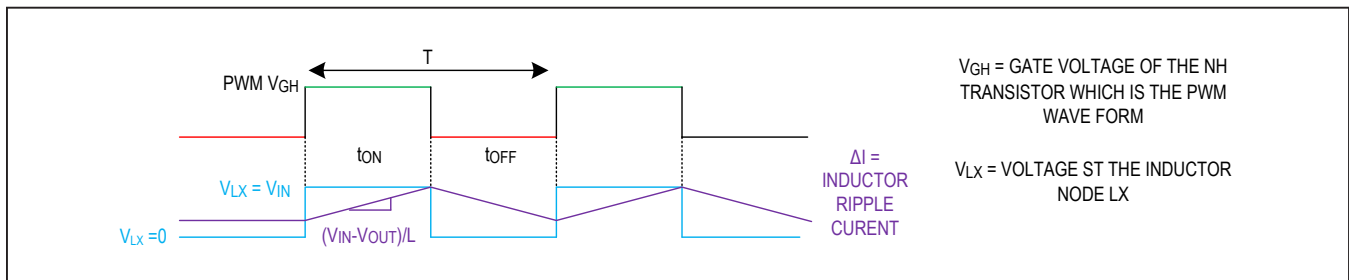 T
PWM VGH
tON
tOFF
VLX = VIN
VLX =0
(VIN-VOUT)/L
ΔI =
INDUCTOR
RIPPLE
CURENT
VGH = GATE VOLTAGE OF THE NH
TRANSISTOR WHICH IS THE PWM
WAVE FORM
VLX = VOLTAGE ST THE INDUCTOR
NODE LX